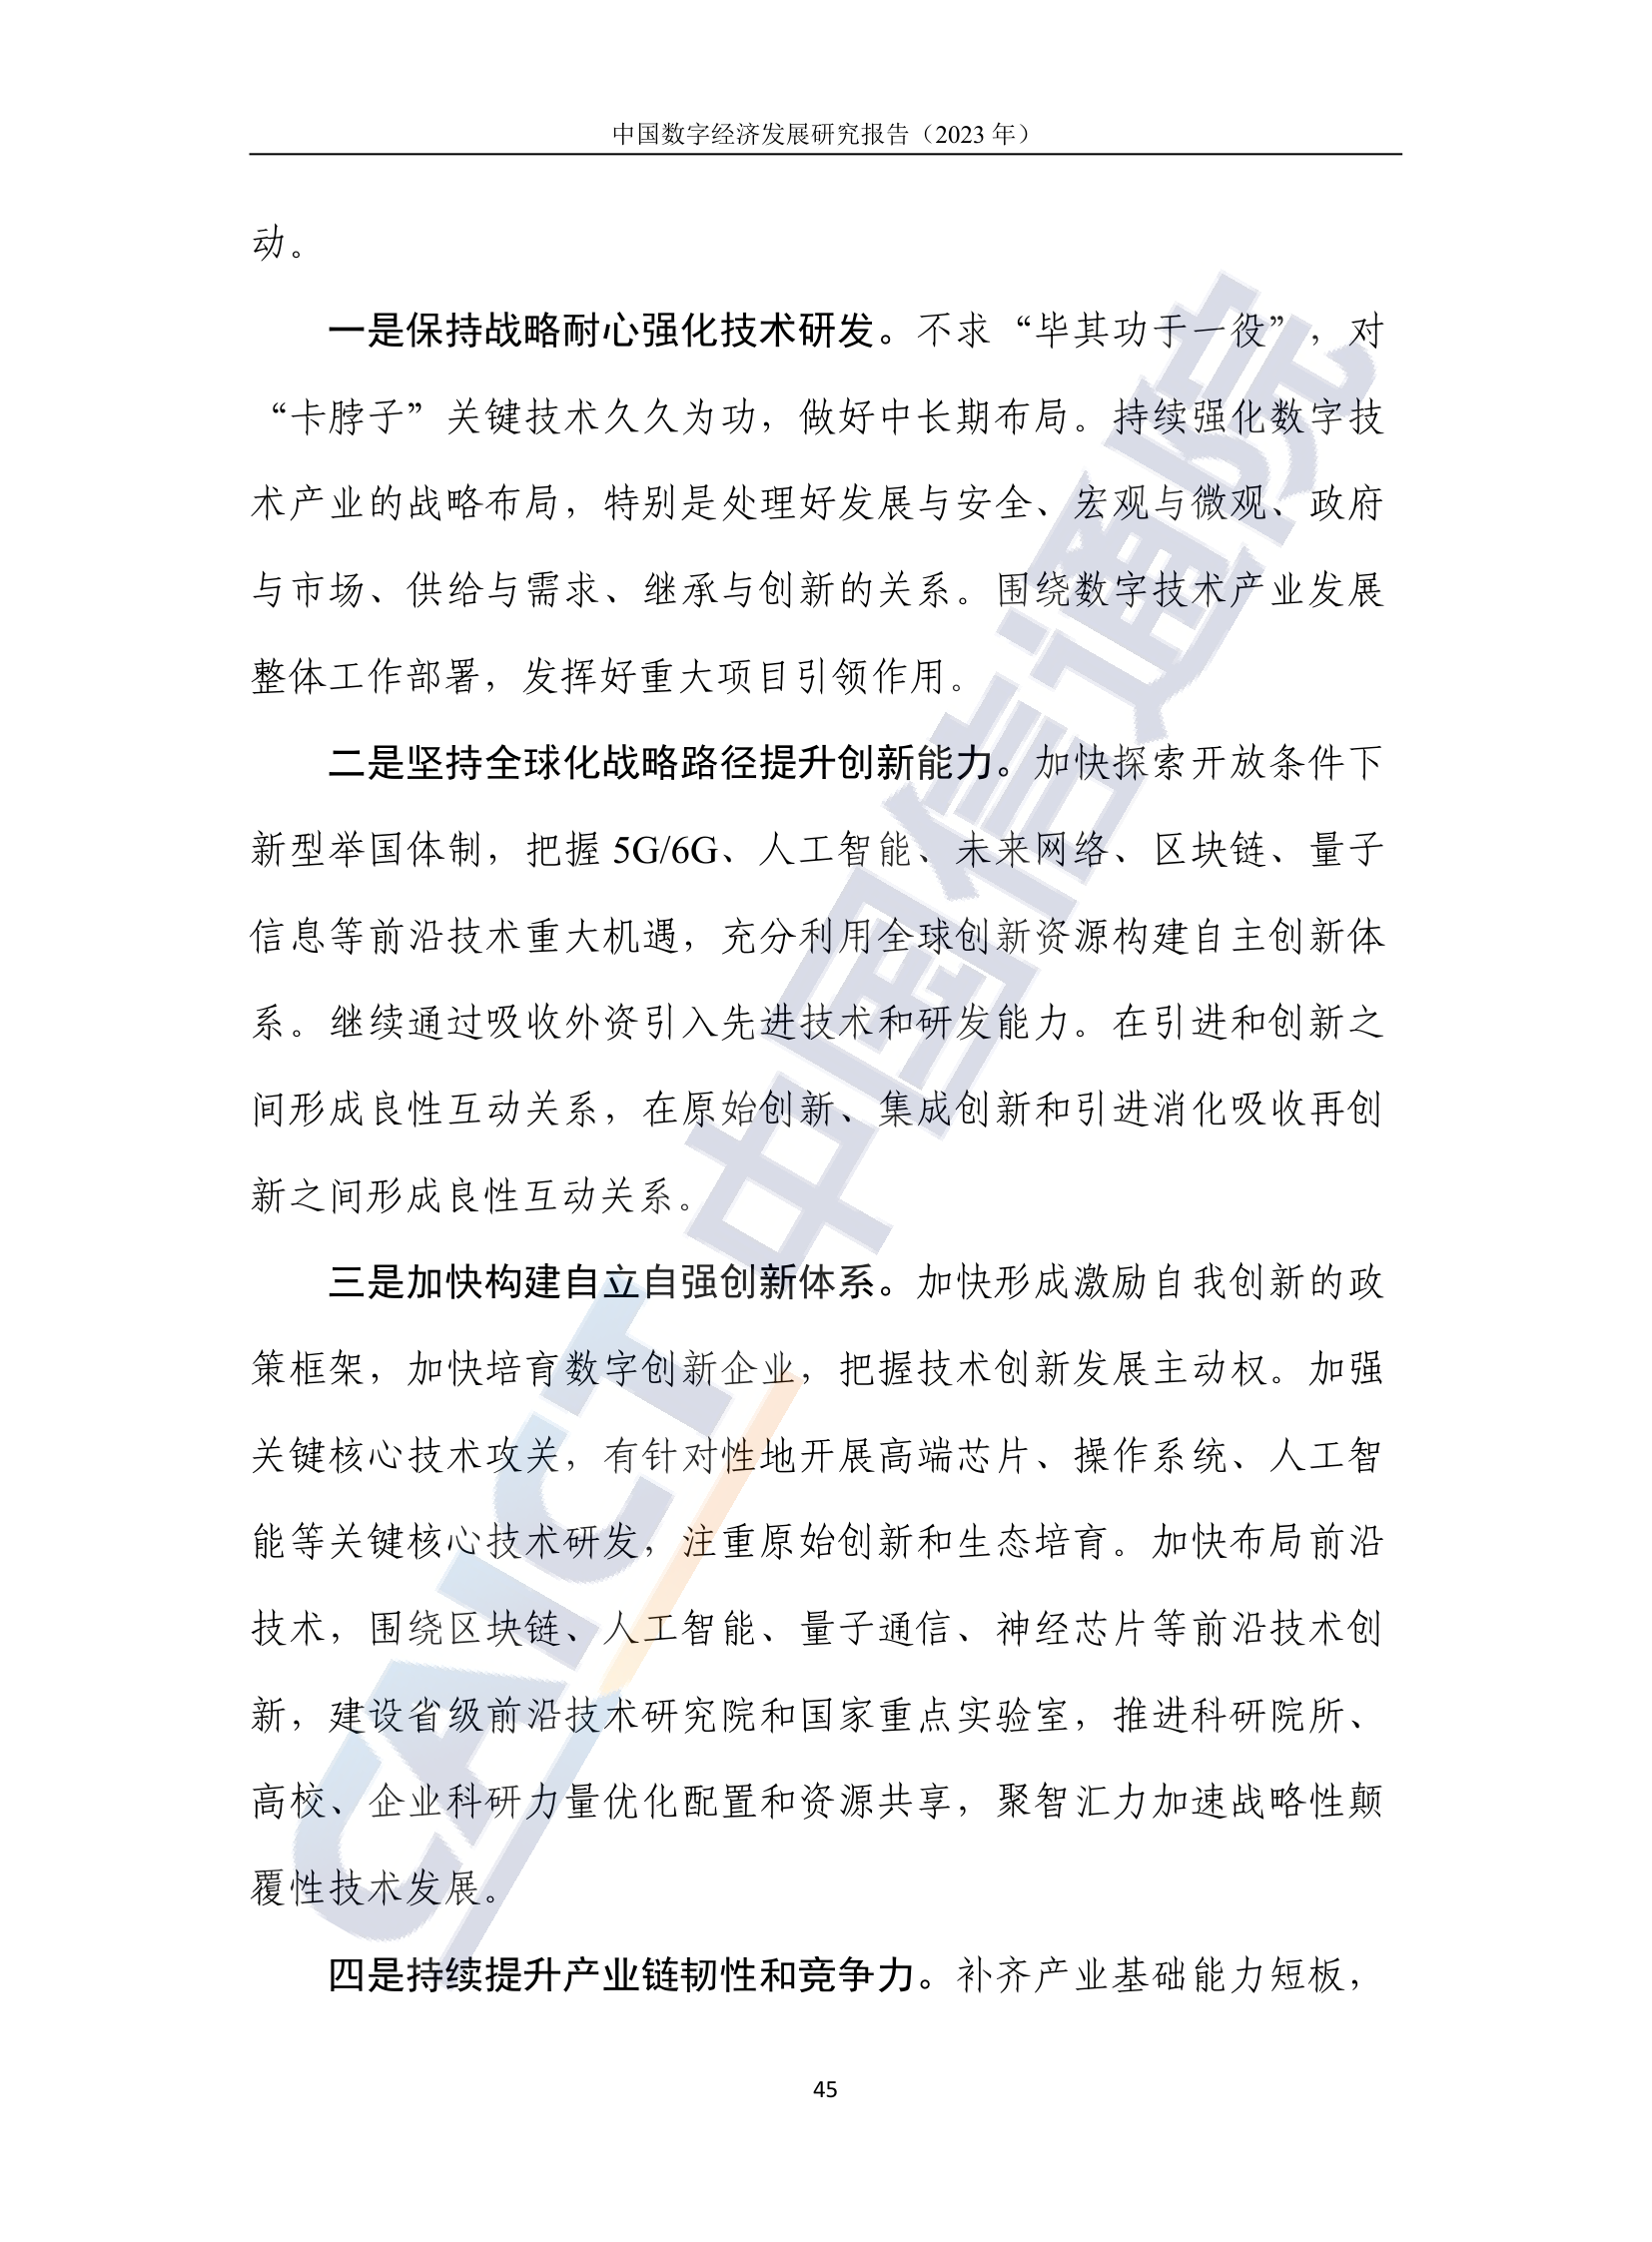 中国数字经济发展研究报告（2023 年）
动。
一是保持战略耐心强化技术研发。不求“毕其功于一役”，对
“卡脖子”关键技术久久为功，做好中长期布局。持续强化数字技
术产业的战略布局，特别是处理好发展与安全、宏观与微观、政府
与市场、供给与需求、继承与创新的关系。围绕数字技术产业发展
整体工作部署，发挥好重大项目引领作用。
二是坚持全球化战略路径提升创新能力。加快探索开放条件下
新型举国体制，把握 5G/6G、人工智能、未来网络、区块链、量子
信息等前沿技术重大机遇，充分利用全球创新资源构建自主创新体
系。继续通过吸收外资引入先进技术和研发能力。在引进和创新之
间形成良性互动关系，在原始创新、集成创新和引进消化吸收再创
新之间形成良性互动关系。
三是加快构建自立自强创新体系。加快形成激励自我创新的政
策框架，加快培育数字创新企业，把握技术创新发展主动权。加强
关键核心技术攻关，有针对性地开展高端芯片、操作系统、人工智
能等关键核心技术研发，注重原始创新和生态培育。加快布局前沿
技术，围绕区块链、人工智能、量子通信、神经芯片等前沿技术创
新，建设省级前沿技术研究院和国家重点实验室，推进科研院所、
高校、企业科研力量优化配置和资源共享，聚智汇力加速战略性颠
覆性技术发展。
四是持续提升产业链韧性和竞争力。补齐产业基础能力短板，
45
CAICT 中国信通院